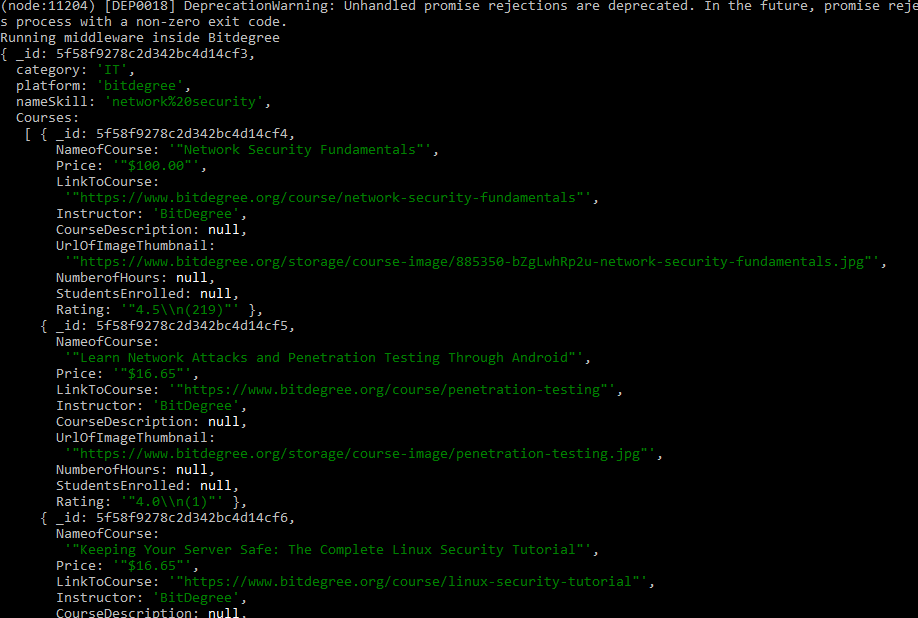 (node:11204) [DEP0018] DeprecationWarning: Unhandled promise rejections are deprecated. In the future, promise reje
s process with a non-zero exit code.
Running middleware inside Bitdegree
{ _id: 5f58f9278c2d342bc4d14cf3,
  category: 'IT',
  platform: 'bitdegree',
  nameSkill: 'network%20security',
  Courses:
   [ { _id: 5f58f9278c2d342bc4d14cf4,
       NameofCourse: '"Network Security Fundamentals"',
       Price: '"$100.00"',
       LinkToCourse:
        '"https://www.bitdegree.org/course/network-security-fundamentals"',
       Instructor: 'BitDegree',
       CourseDescription: null,
       UrlOfImageThumbnail:
        '"https://www.bitdegree.org/storage/course-image/885350-bZgLwhRp2u-network-security-fundamentals.jpg"',
       NumberofHours: null,
       StudentsEnrolled: null,
       Rating: '"4.5\\n(219)"' },
     { _id: 5f58f9278c2d342bc4d14cf5,
       NameofCourse:
        '"Learn Network Attacks and Penetration Testing Through Android"',
       Price: '"$16.65"',
       LinkToCourse: '"https://www.bitdegree.org/course/penetration-testing"',
       Instructor: 'BitDegree',
       CourseDescription: null,
       UrlOfImageThumbnail:
        '"https://www.bitdegree.org/storage/course-image/penetration-testing.jpg"',
       NumberofHours: null,
       StudentsEnrolled: null,
       Rating: '"4.0\\n(1)"' },
     { _id: 5f58f9278c2d342bc4d14cf6,
       NameofCourse:
        '"Keeping Your Server Safe: The Complete Linux Security Tutorial"',
       Price: '"$16.65"',
       LinkToCourse: '"https://www.bitdegree.org/course/linux-security-tutorial"',
       Instructor: 'BitDegree',
       CourseDescription: null,